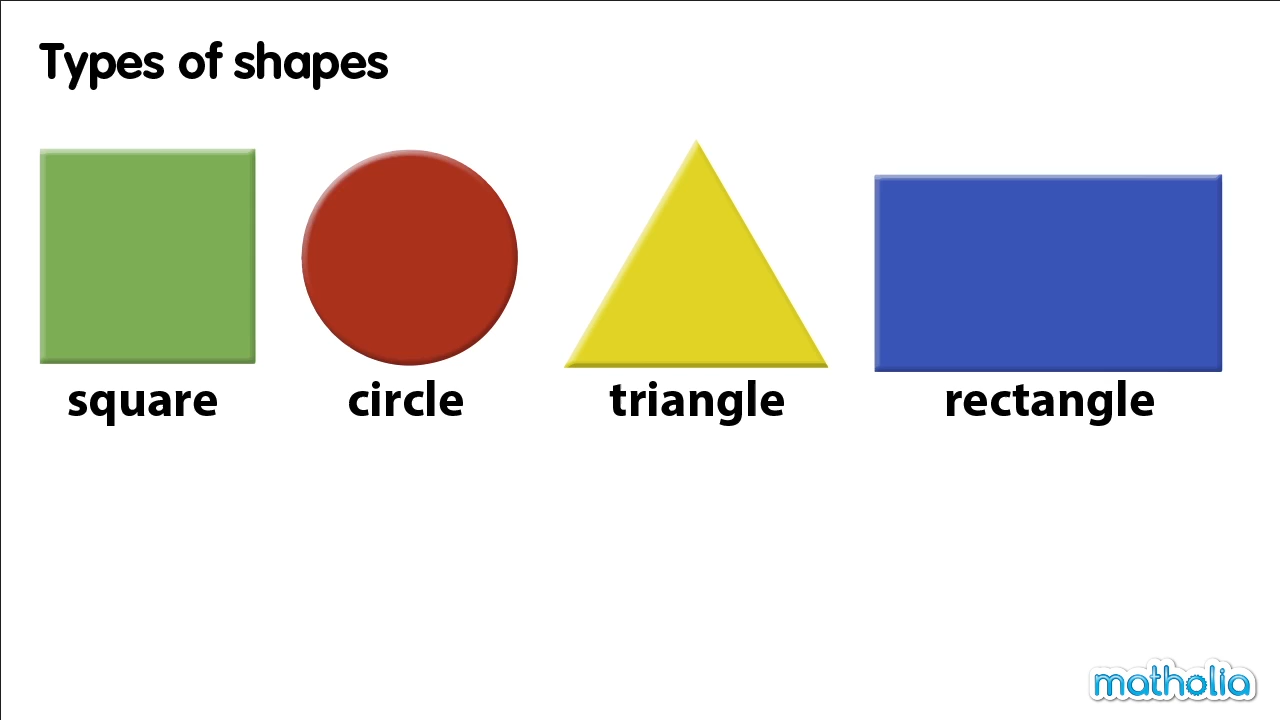 Types of shapes
square
circle
triangle
rectangle
matholia